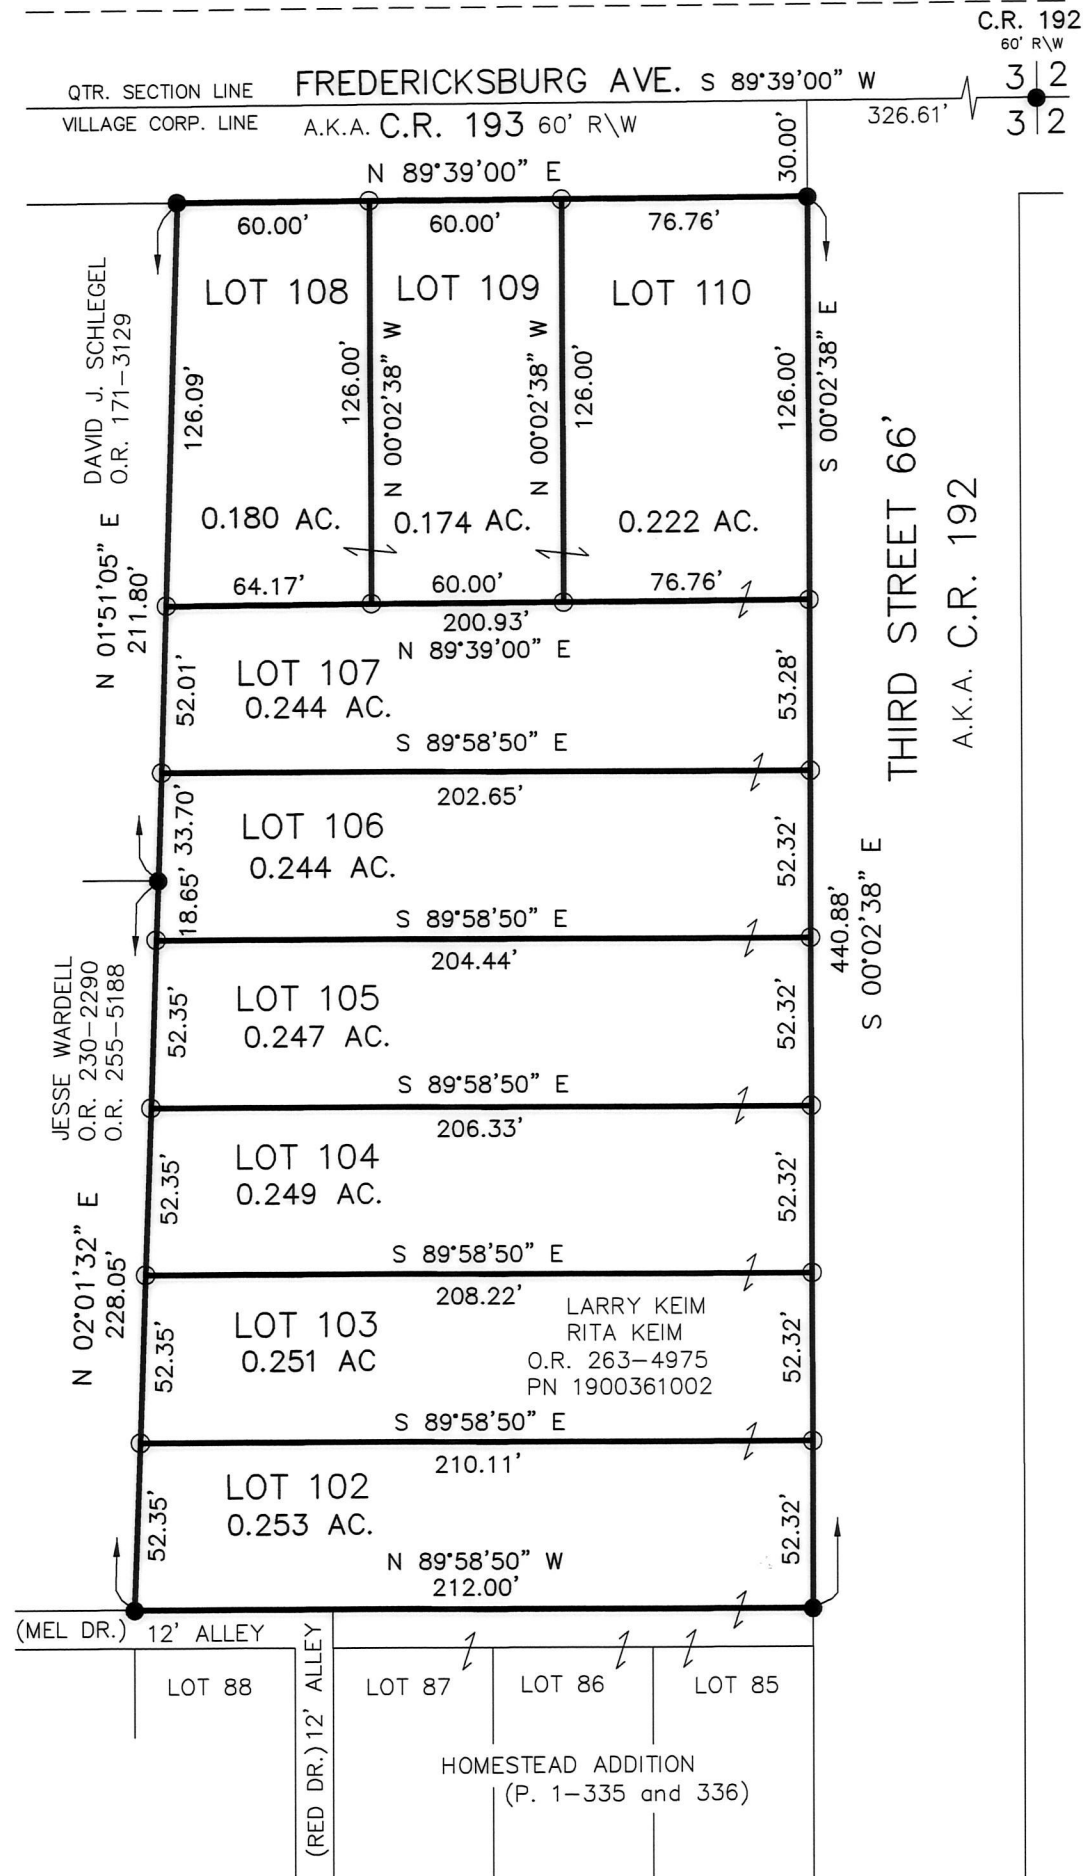 C.R. 192
60' R\W
QTR. SECTION LINE
FREDERICKSBURG AVE. S 89°39'00" W
3 2
VILLAGE CORP. LINE
A.K.A. C.R. 193 60' R\W
326.61'
3 2
30.00'
N 89°39'00" E
60.00'
60.00'
76.76'
LOT 108
LOT 109
LOT 110
DAVID J. SCHLEGEL
O.R. 171-3129
126.09'
126.00'
N 00°02'38" W
N 00°02'38" W
126.00'
126.00'
S 00°02'38" E
0.180 AC.
0.174 AC.
0.222 AC.
THIRD STREET 66'
A.K.A. C.R. 192
N 01°51'05" E
211.80'
64.17'
60.00'
76.76'
200.93'
N 89°39'00" E
52.01'
LOT 107
0.244 AC.
53.28'
S 89°58'50" E
202.65'
33.70'
LOT 106
0.244 AC.
52.32'
18.65'
S 89°58'50" E
204.44'
440.88'
S 00°02'38" E
JESSE WARDELL
O.R. 230-2290
O.R. 255-5188
52.35'
LOT 105
0.247 AC.
52.32'
S 89°58'50" E
206.33'
52.35'
LOT 104
0.249 AC.
52.32'
N 02°01'32" E
228.05'
S 89°58'50" E
208.22'
52.35'
LOT 103
0.251 AC
LARRY KEIM
RITA KEIM
O.R. 263-4975
PN 1900361002
52.32'
S 89°58'50" E
210.11'
52.35'
LOT 102
0.253 AC.
52.32'
N 89°58'50" W
212.00'
(MEL DR.) 12' ALLEY
(RED DR.) 12' ALLEY
LOT 88
LOT 87
LOT 86
LOT 85
HOMESTEAD ADDITION
(P. 1-335 and 336)